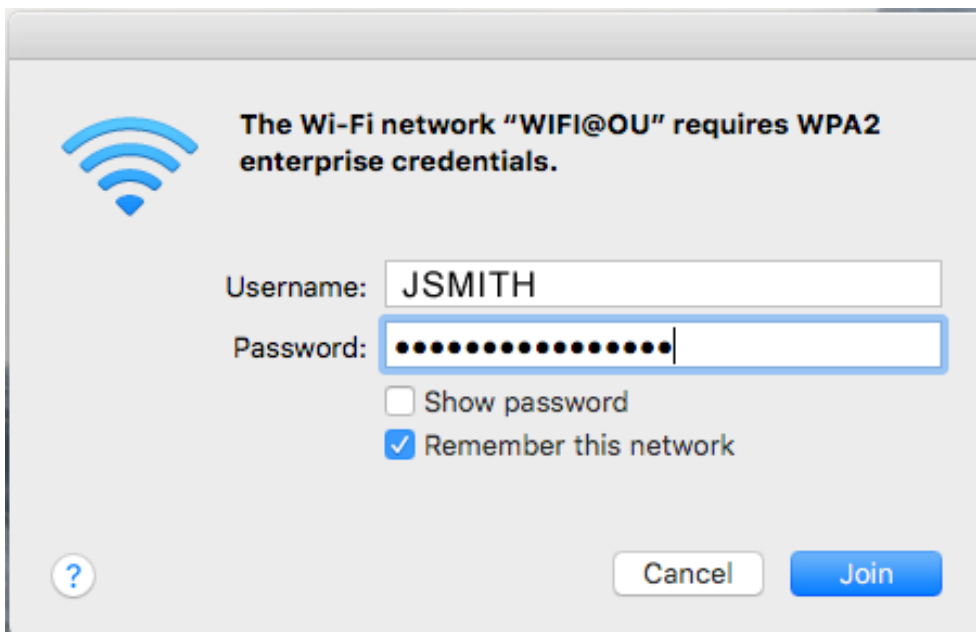 The Wi-Fi network “WIFI@OU” requires WPA2
enterprise credentials.
Username: JSMITH
Password: ••••••••••••••••
Show password
Remember this network
? Cancel Join